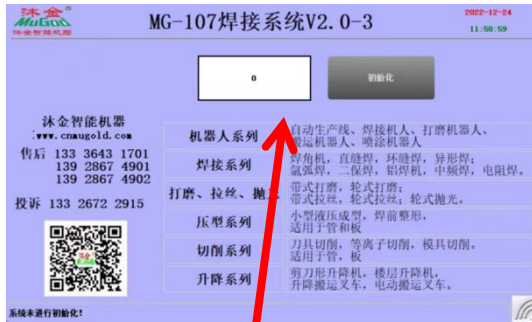 沐金®
MuGod
沐金智能机器
MG-107焊接系统V2.0-3
2022-12-24
11:50:59
0
初始化
沐金智能机器
www.cnmugold.com
售后 133 3643 1701
139 2867 4901
139 2867 4902
投诉 133 2672 2915
机器人系列
自动生产线、焊接机人、打磨机器人、
搬运机器人、喷涂机器人
焊接系列
焊角机，直缝焊，环缝焊，异形焊；
氩弧焊，二保焊，铝焊机，中频焊，电阻焊。
打磨、拉丝、抛光
带式打磨，轮式打磨；
带式拉丝，轮式拉丝；轮式抛光。
压型系列
小型液压成型，焊前整形，
适用于管和板
切削系列
刀具切削，等离子切削，模具切削。
适用于管，板
升降系列
剪刀形升降机，楼层升降机，
升降搬运叉车，电动搬运叉车。
沐金
系统未进行初始化！